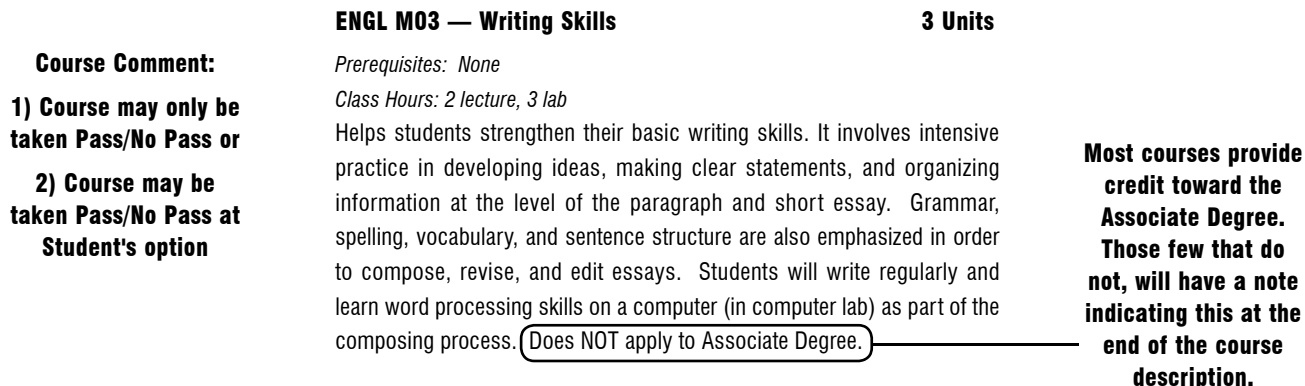 ENGL M03 — Writing Skills 3 Units
Course Comment:
1) Course may only be
taken Pass/No Pass or
2) Course may be
taken Pass/No Pass at
Student's option
Prerequisites: None
Class Hours: 2 lecture, 3 lab
Helps students strengthen their basic writing skills. It involves intensive
practice in developing ideas, making clear statements, and organizing
information at the level of the paragraph and short essay. Grammar,
spelling, vocabulary, and sentence structure are also emphasized in order
to compose, revise, and edit essays. Students will write regularly and
learn word processing skills on a computer (in computer lab) as part of the
composing process. Does NOT apply to Associate Degree.
Most courses provide
credit toward the
Associate Degree.
Those few that do
not, will have a note
indicating this at the
end of the course
description.